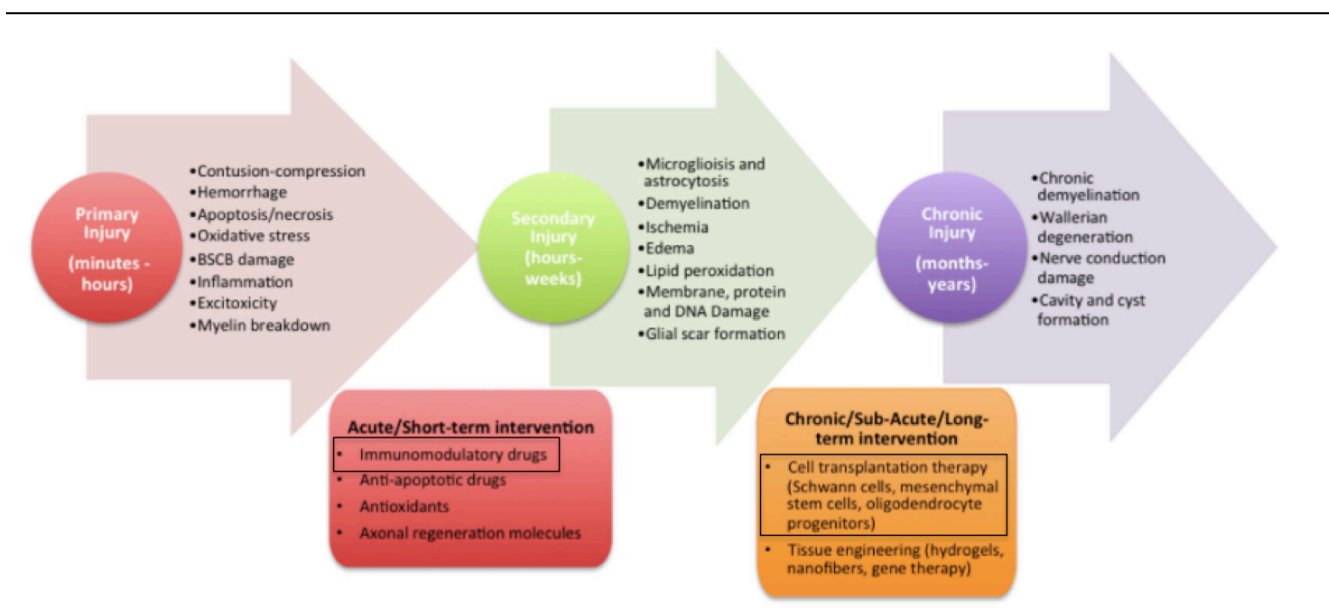 Primary
Injury
(minutes -
hours)
•Contusion-compression
•Hemorrhage
•Apoptosis/necrosis
•Oxidative stress
•BSCB damage
•Inflammation
•Excitoxicity
•Myelin breakdown
Secondary
Injury
(hours-
weeks)
•Microglioisis and
astrocytosis
•Demyelination
•Ischemia
•Edema
•Lipid peroxidation
•Membrane, protein
and DNA Damage
•Glial scar formation
Chronic
Injury
(months-
years)
•Chronic
demyelination
•Wallerian
degeneration
•Nerve conduction
damage
•Cavity and cyst
formation
Acute/Short-term intervention
• Immunomodulatory drugs
• Anti-apoptotic drugs
• Antioxidants
• Axonal regeneration molecules
Chronic/Sub-Acute/Long-
term intervention
• Cell transplantation therapy
(Schwann cells, mesenchymal
stem cells, oligodendrocyte
progenitors)
• Tissue engineering (hydrogels,
nanofibers, gene therapy)